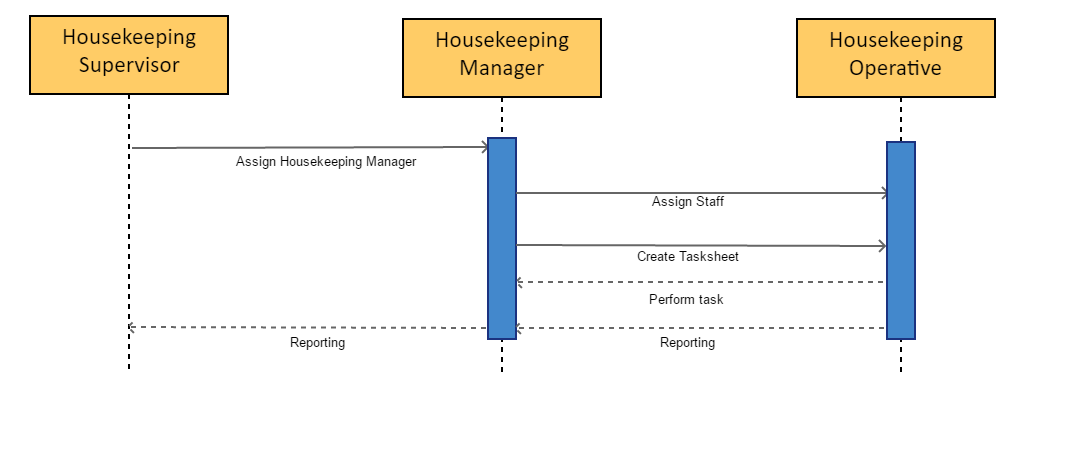 Housekeeping
Supervisor
Housekeeping
Manager
Housekeeping
Operative
Assign Housekeeping Manager
Assign Staff
Create Tasksheet
Perform task
Reporting
Reporting